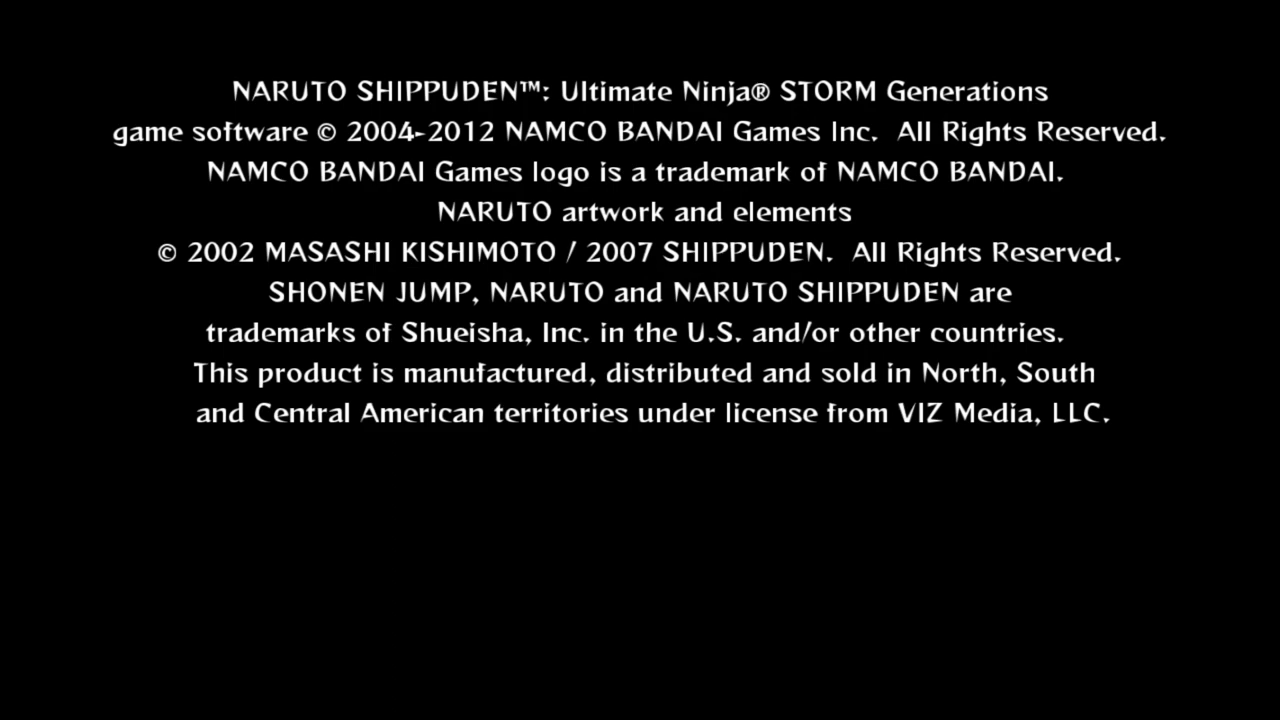 NARUTO SHIPPUDEN™: Ultimate Ninja® STORM Generations
game software © 2004-2012 NAMCO BANDAI Games Inc.  All Rights Reserved.
NAMCO BANDAI Games logo is a trademark of NAMCO BANDAI.
NARUTO artwork and elements
© 2002 MASASHI KISHIMOTO / 2007 SHIPPUDEN.  All Rights Reserved.
SHONEN JUMP, NARUTO and NARUTO SHIPPUDEN are
trademarks of Shueisha, Inc. in the U.S. and/or other countries.
This product is manufactured, distributed and sold in North, South
and Central American territories under license from VIZ Media, LLC.